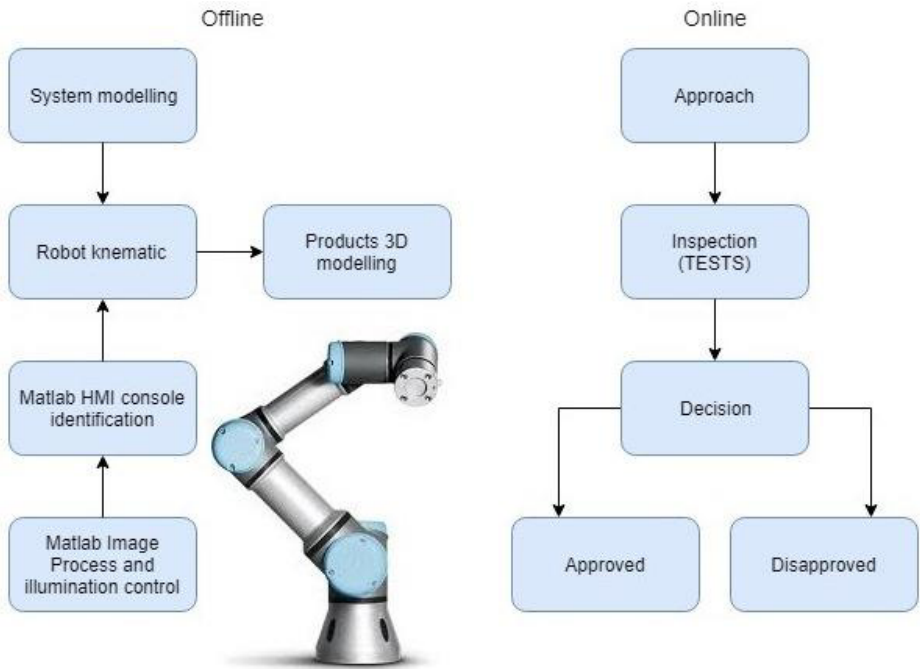 Offline
System modelling
Robot knematic
Products 3D
modelling
Matlab HMI console
identification
Matlab Image
Process and
illumination control
Online
Approach
Inspection
(TESTS)
Decision
Approved
Disapproved